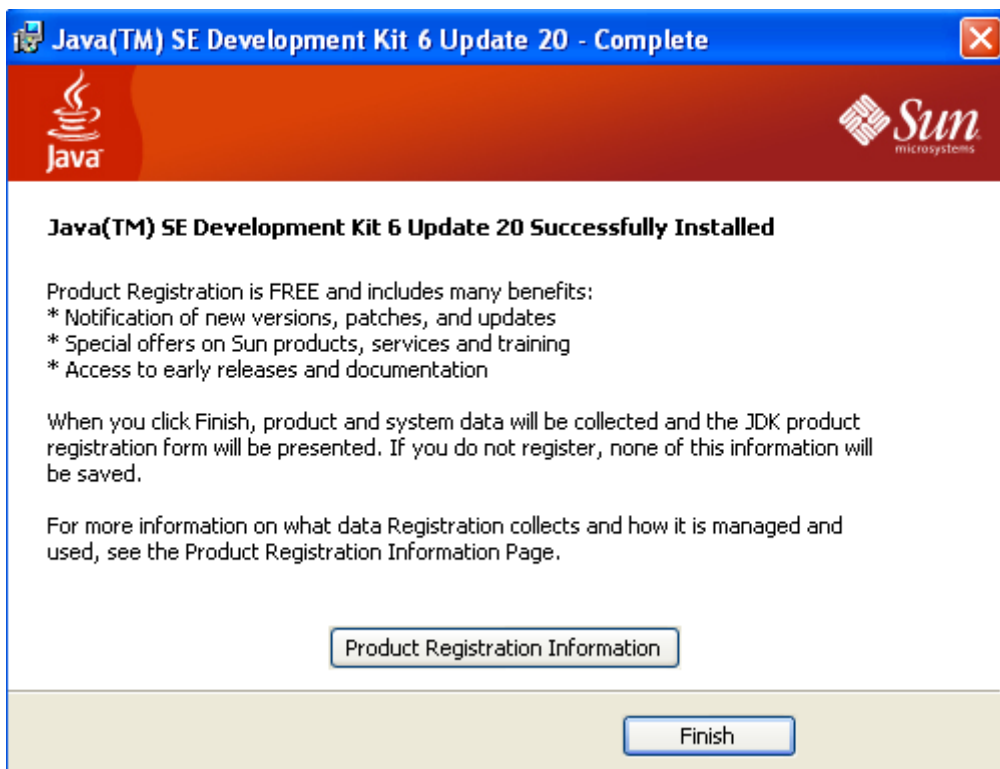 Java(TM) SE Development Kit 6 Update 20 - Complete
Java
Sun
microsystems
Java(TM) SE Development Kit 6 Update 20 Successfully Installed
Product Registration is FREE and includes many benefits:
* Notification of new versions, patches, and updates
* Special offers on Sun products, services and training
* Access to early releases and documentation
When you click Finish, product and system data will be collected and the JDK product
registration form will be presented. If you do not register, none of this information will
be saved.
For more information on what data Registration collects and how it is managed and
used, see the Product Registration Information Page.
Product Registration Information
Finish